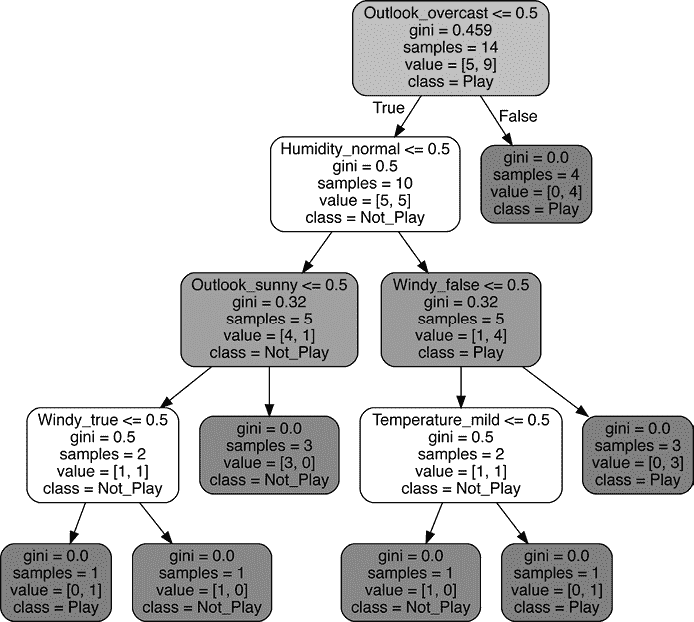 Outlook_overcast <= 0.5
gini = 0.459
samples = 14
value = [5, 9]
class = Play
True
False
Humidity_normal <= 0.5
gini = 0.5
samples = 10
value = [5, 5]
class = Not_Play
gini = 0.0
samples = 4
value = [0, 4]
class = Play
Outlook_sunny <= 0.5
gini = 0.32
samples = 5
value = [4, 1]
class = Not_Play
Windy_false <= 0.5
gini = 0.32
samples = 5
value = [1, 4]
class = Play
Windy_true <= 0.5
gini = 0.5
samples = 2
value = [1, 1]
class = Not_Play
gini = 0.0
samples = 3
value = [3, 0]
class = Not_Play
Temperature_mild <= 0.5
gini = 0.5
samples = 2
value = [1, 1]
class = Not_Play
gini = 0.0
samples = 3
value = [0, 3]
class = Play
gini = 0.0
samples = 1
value = [0, 1]
class = Play
gini = 0.0
samples = 1
value = [1, 0]
class = Not_Play
gini = 0.0
samples = 1
value = [1, 0]
class = Not_Play
gini = 0.0
samples = 1
value = [0, 1]
class = Play